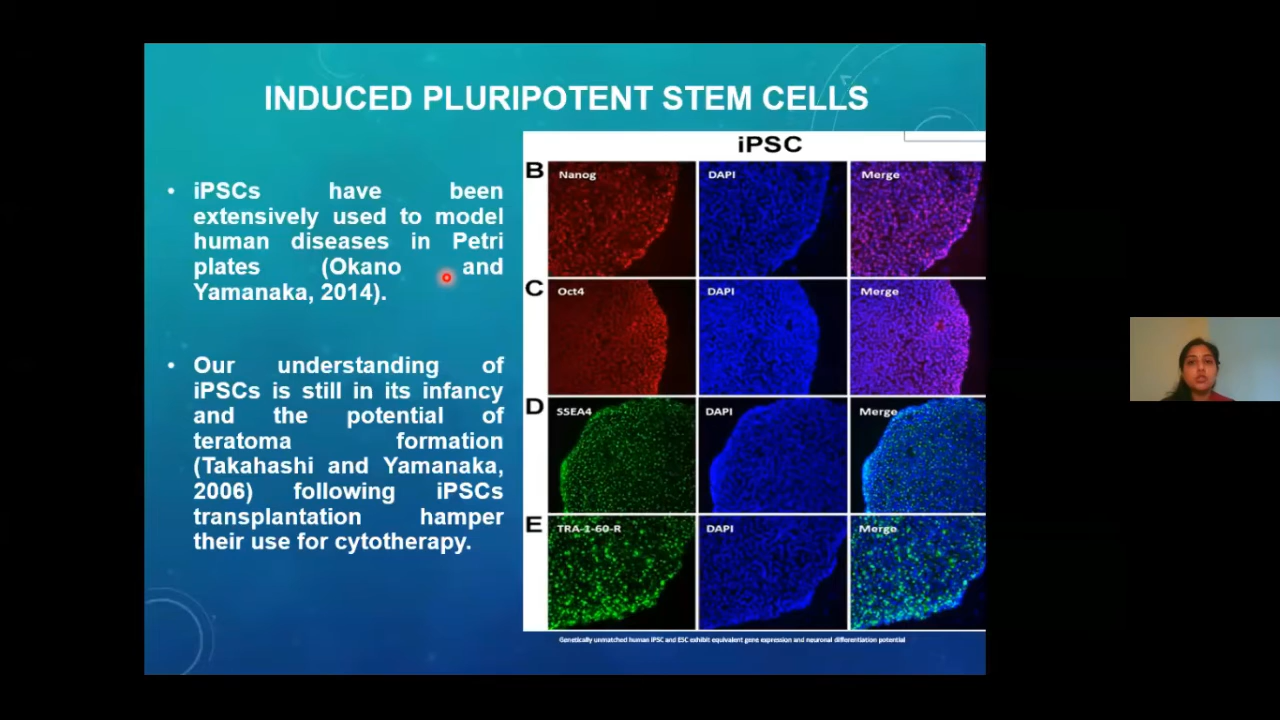 INDUCED PLURIPOTENT STEM CELLS
• iPSCs have been
extensively used to model
human diseases in Petri
plates (Okano and
Yamanaka, 2014).
• Our understanding of
iPSCs is still in its infancy
and the potential of
teratoma formation
(Takahashi and Yamanaka,
2006) following iPSCs
transplantation hamper
their use for cytotherapy.
iPSC
B Nanog DAPI Merge
C Oct4 DAPI Merge
D SSEA4 DAPI Merge
E TRA-1-60-R DAPI Merge
Genetically unmatched human iPSC and ESC exhibit equivalent gene expression and neuronal differentiation potential